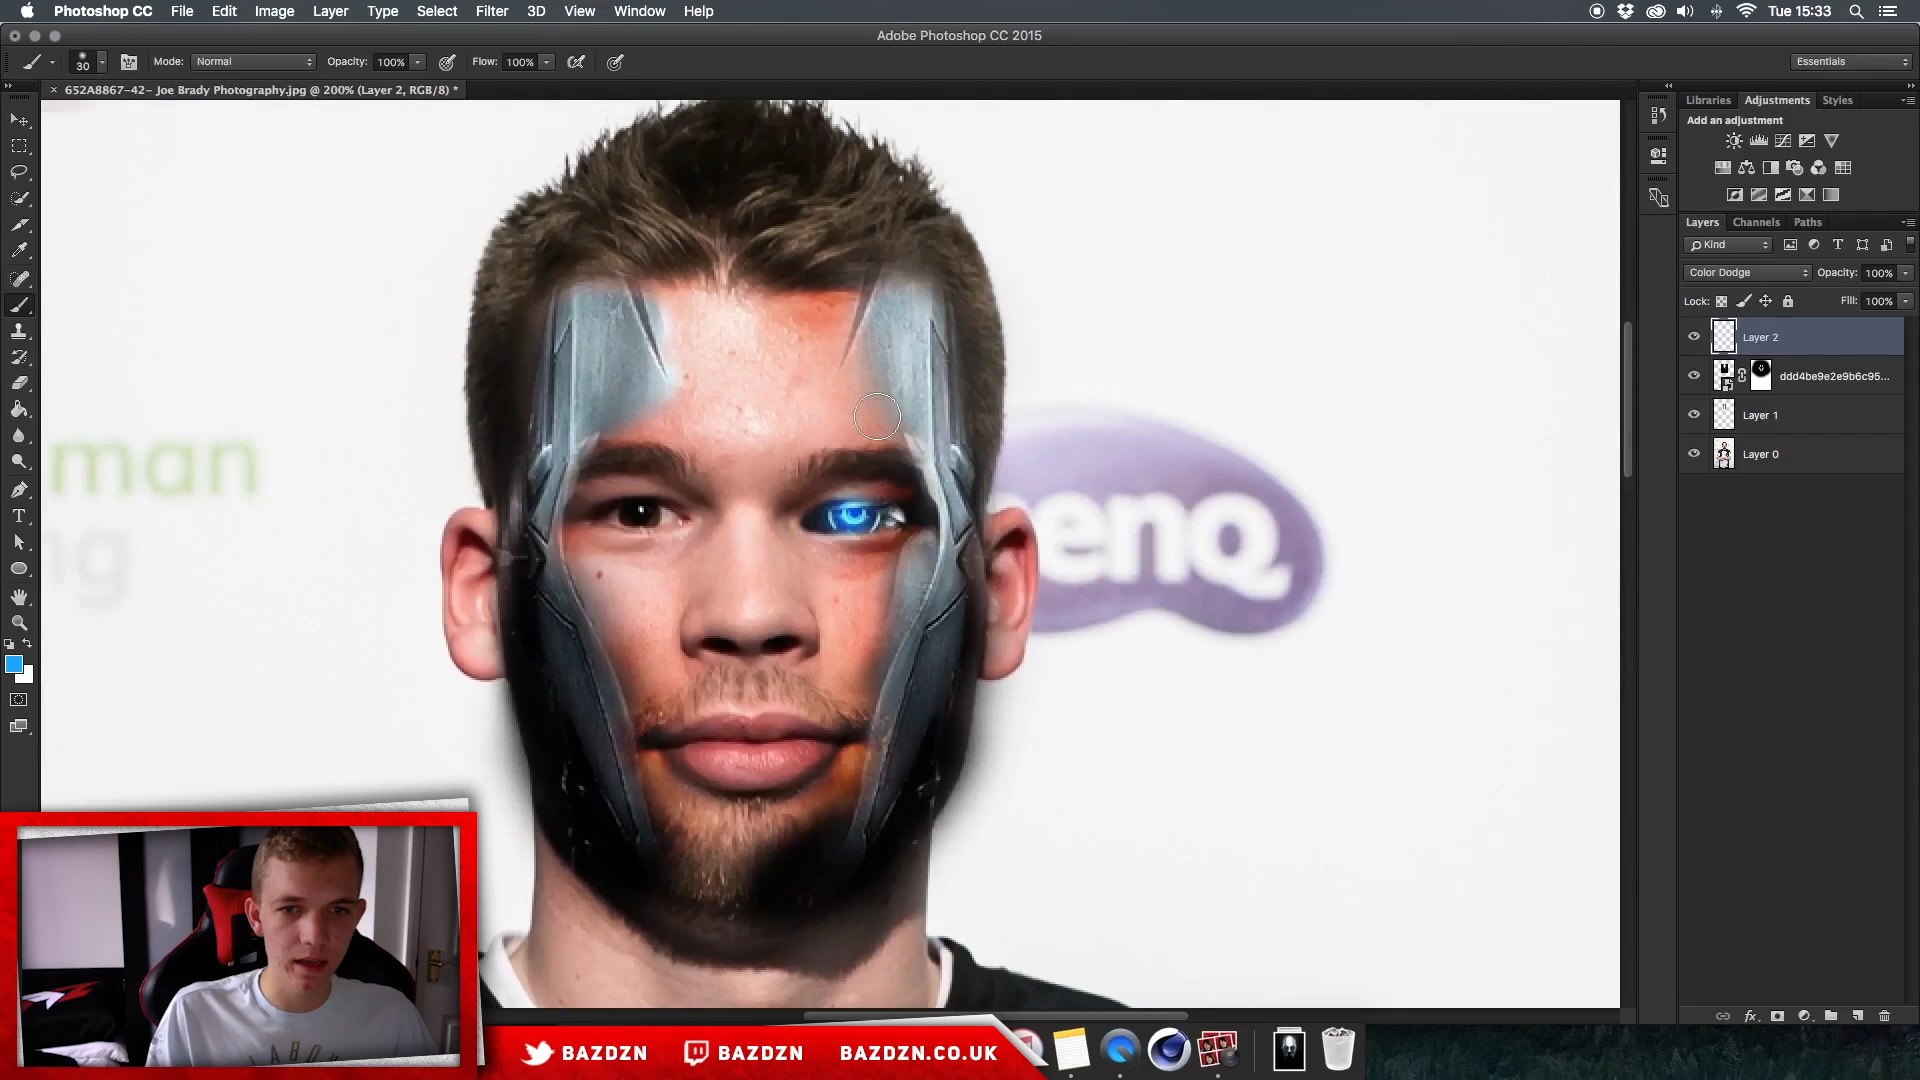 Photoshop CC File Edit Image Layer Type Select Filter 3D View Window Help Tue 15:33
Adobe Photoshop CC 2015
30 Mode: Normal Opacity: 100% Flow: 100% Essentials
652A8867-42- Joe Brady Photography.jpg @ 200% (Layer 2, RGB/8) *
Libraries Adjustments Styles
Add an adjustment
Layers Channels Paths
Kind
Color Dodge Opacity: 100%
Lock: Fill: 100%
Layer 2
ddd4be9e2e9b6c95...
Layer 1
Layer 0
man
ng
enQ
BAZDZN BAZDZN BAZDZN.CO.UK